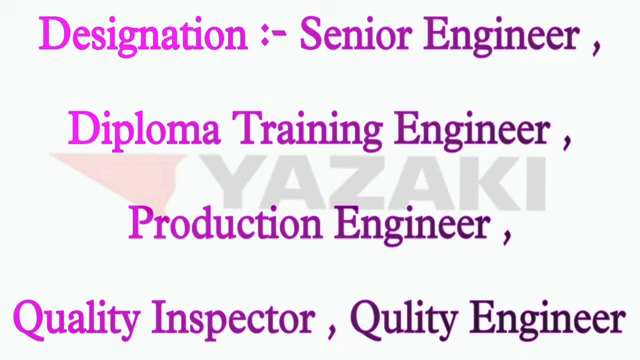 Designation :- Senior Engineer ,
Diploma Training Engineer ,
YAZAKI
Production Engineer ,
Quality Inspector , Qulity Engineer